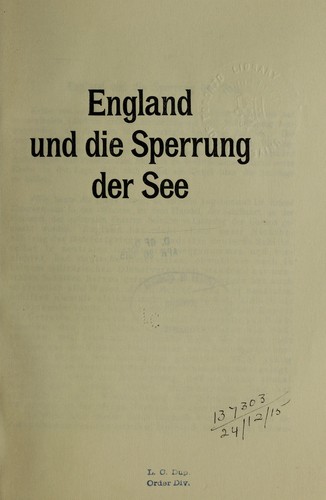 England
und die Sperrung
der See
137303
24/12/15
L. C. Dup.
Order Div.